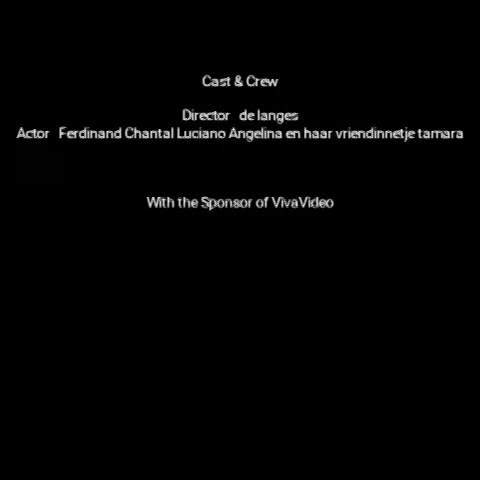 Cast & Crew
Director de langes
Actor Ferdinand Chantal Luciano Angelina en haar vriendinnetje tamara
With the Sponsor of VivaVideo